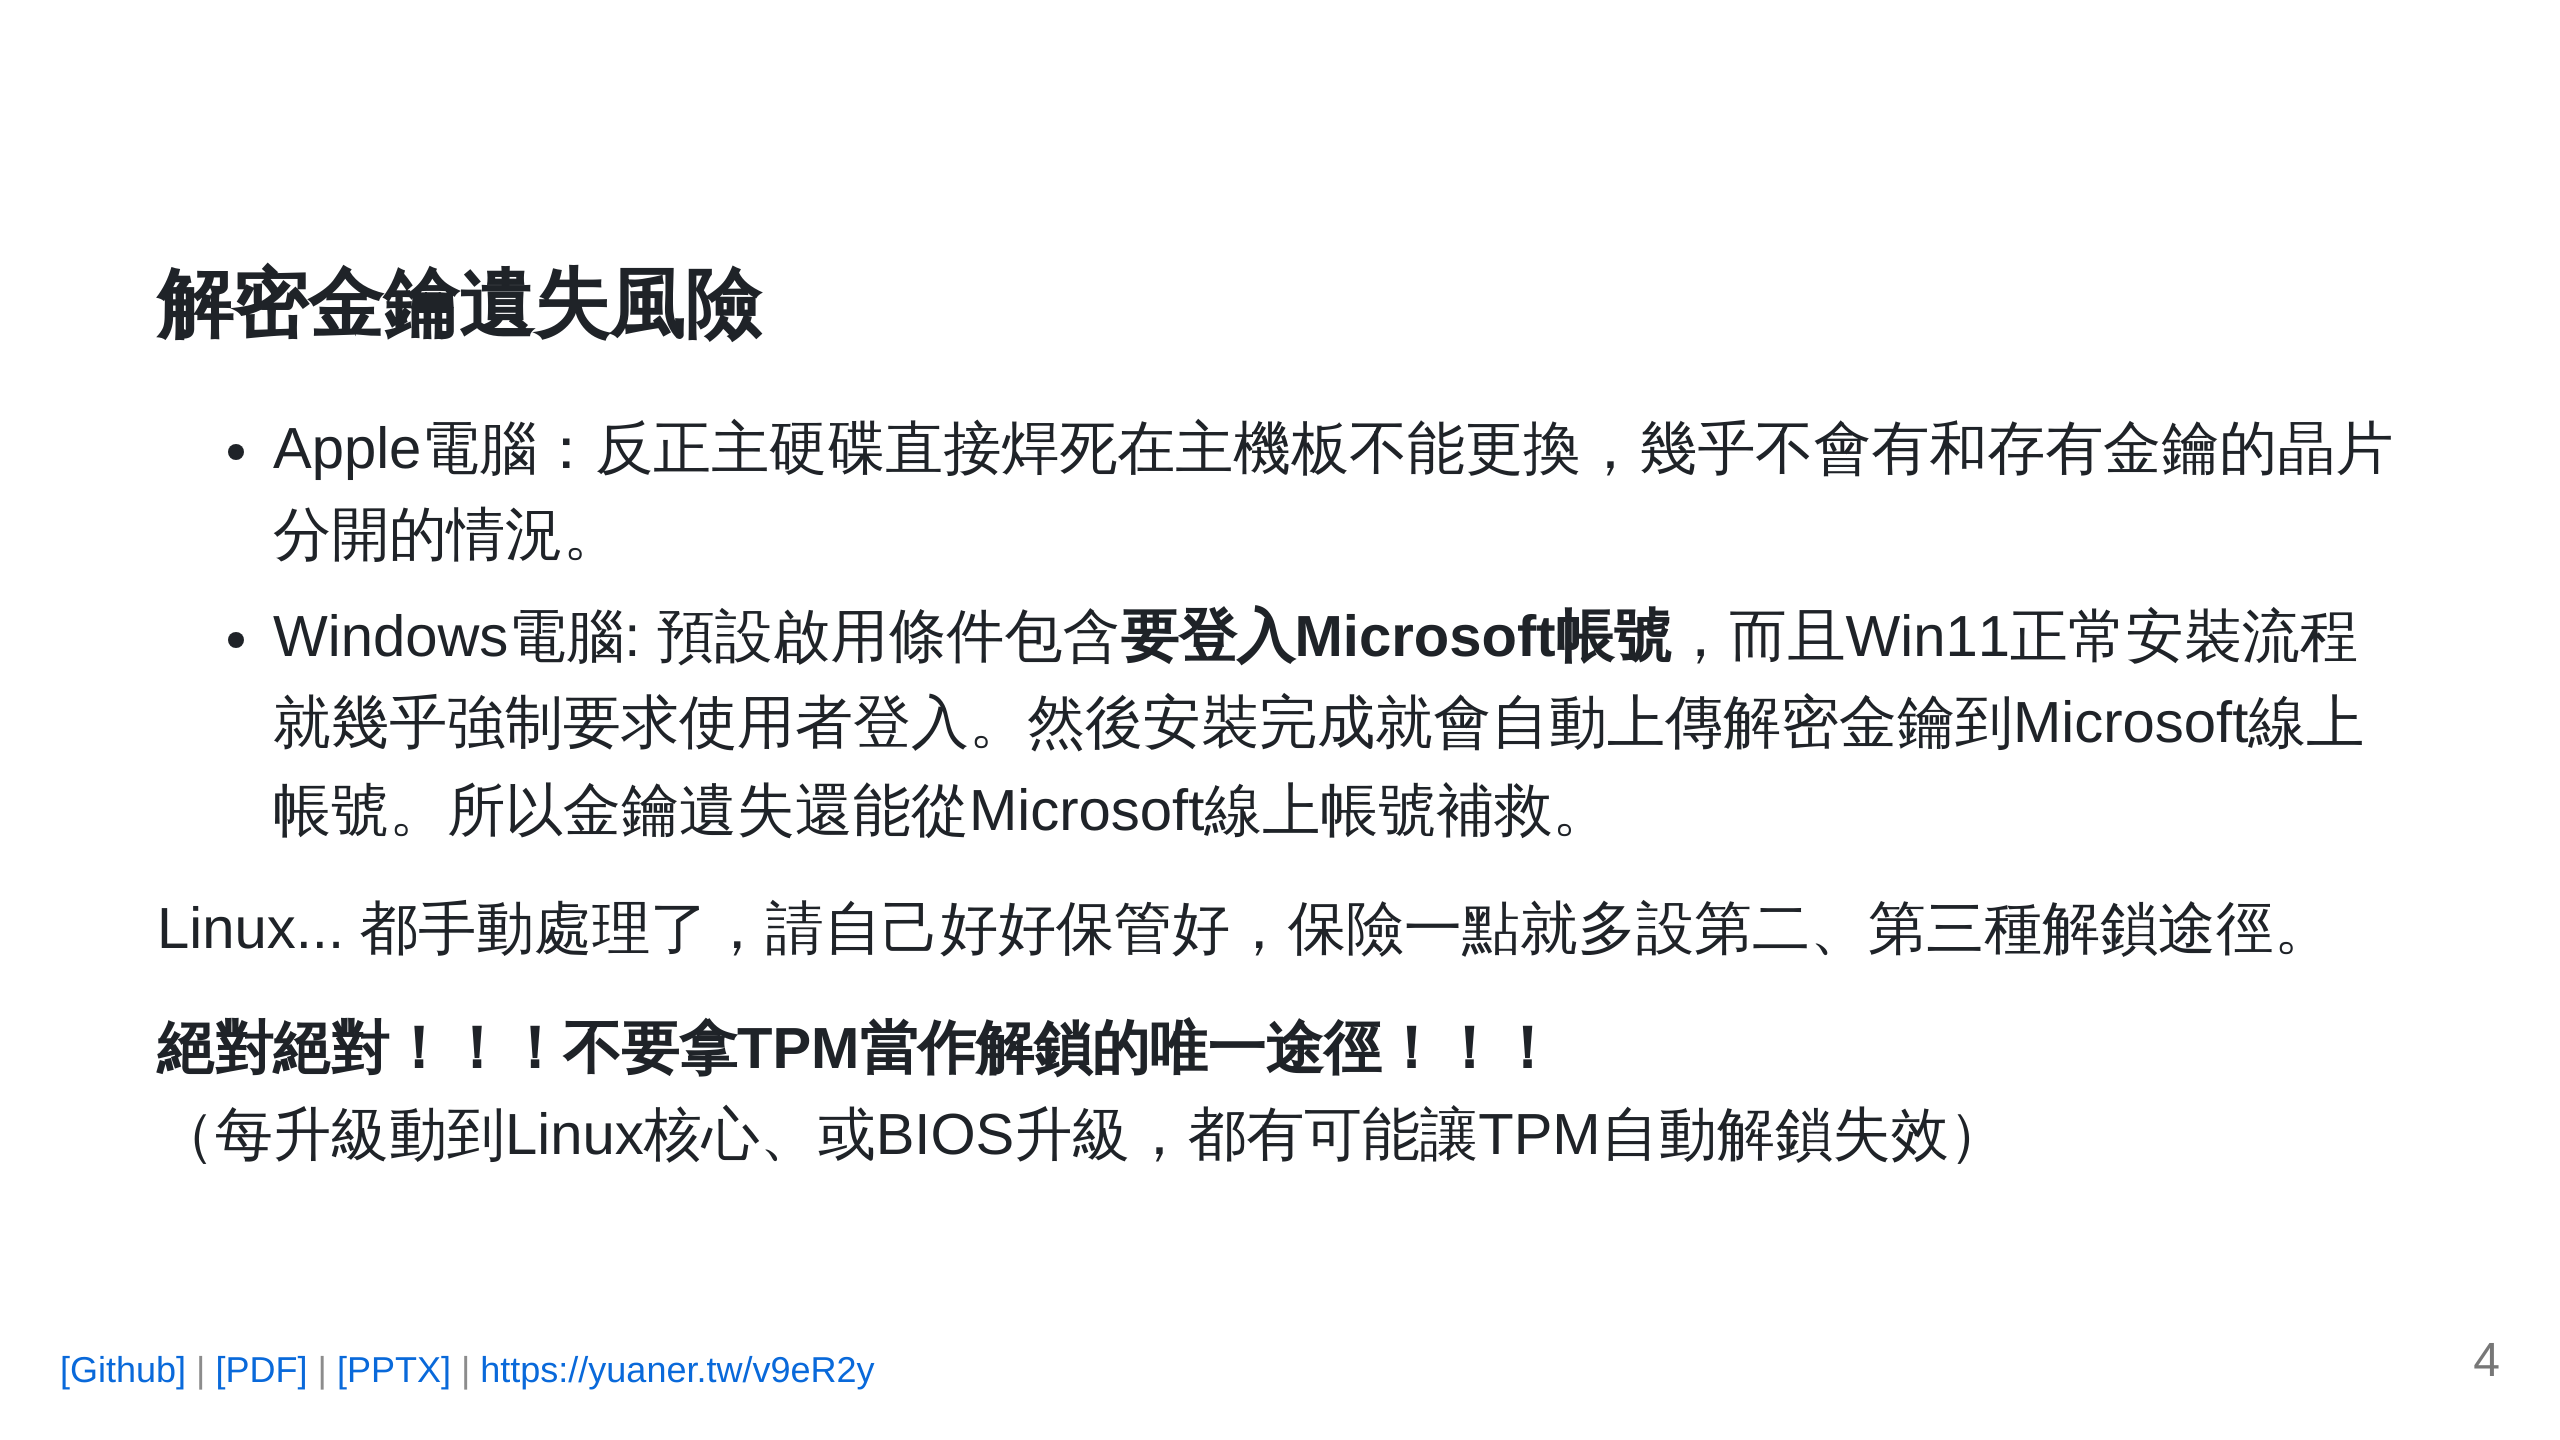 解密金鑰遺失風險
• Apple電腦：反正主硬碟直接焊死在主機板不能更換，幾乎不會有和存有金鑰的晶片
分開的情況。
• Windows電腦: 預設啟用條件包含要登入Microsoft帳號，而且Win11正常安裝流程
就幾乎強制要求使用者登入。然後安裝完成就會自動上傳解密金鑰到Microsoft線上
帳號。所以金鑰遺失還能從Microsoft線上帳號補救。
Linux... 都手動處理了，請自己好好保管好，保險一點就多設第二、第三種解鎖途徑。
絕對絕對！！！不要拿TPM當作解鎖的唯一途徑！！！
（每升級動到Linux核心、或BIOS升級，都有可能讓TPM自動解鎖失效）
[Github] | [PDF] | [PPTX] | https://yuaner.tw/v9eR2y
4